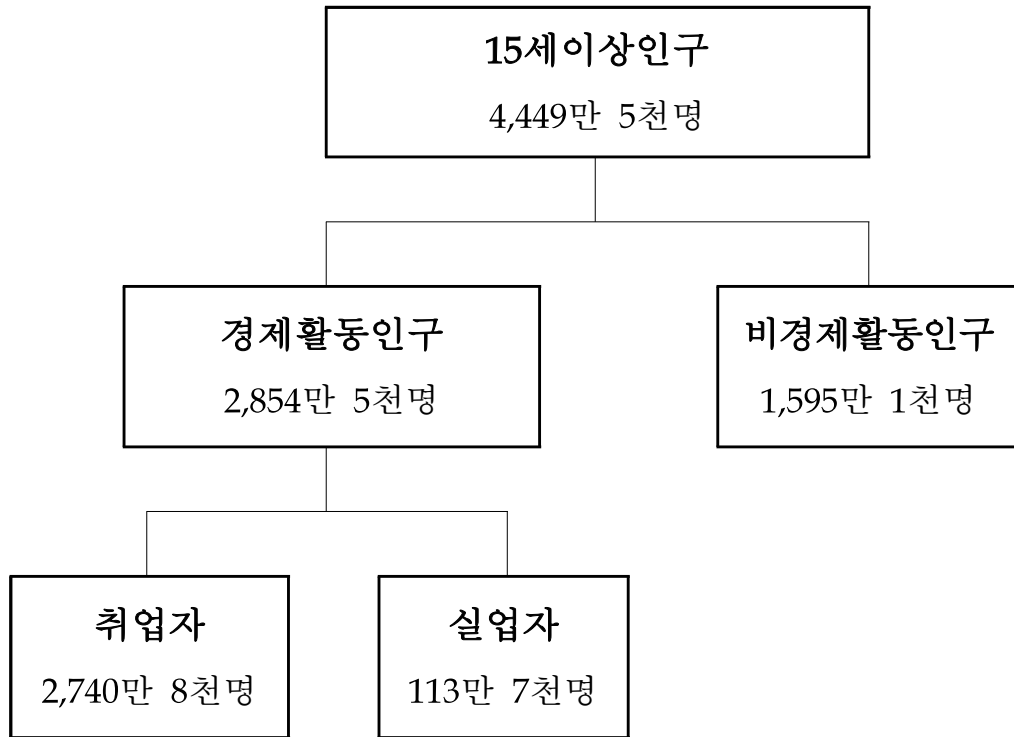 15세이상인구
4,449만 5천명
경제활동인구
2,854만 5천명
비경제활동인구
1,595만 1천명
취업자
2,740만 8천명
실업자
113만 7천명